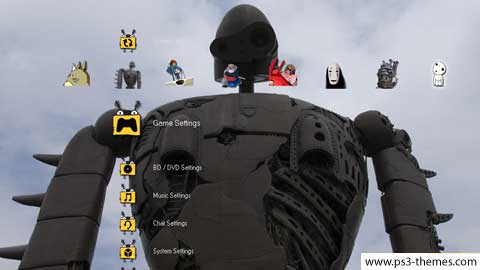 Game Settings
BD / DVD Settings
Music Settings
Chat Settings
System Settings
www.ps3-themes.com